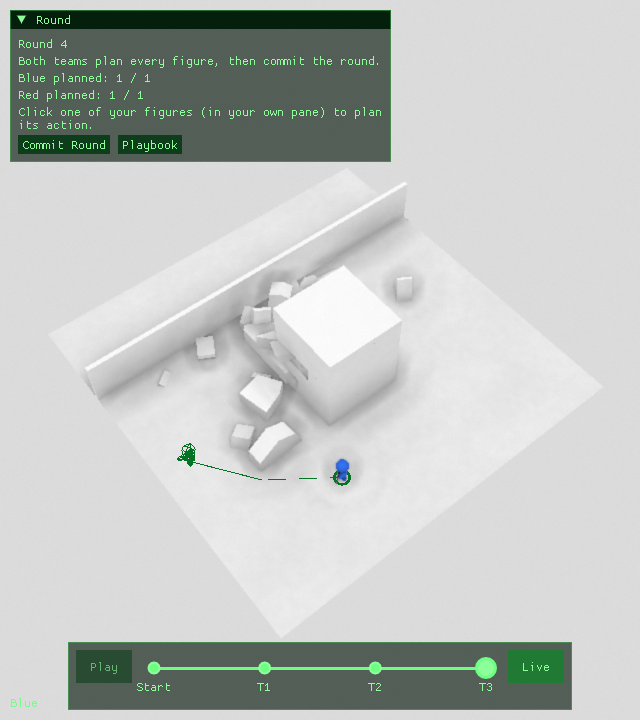 Round
Round 4
Both teams plan every figure, then commit the round.
Blue planned: 1 / 1
Red planned: 1 / 1
Click one of your figures (in your own pane) to plan
its action.
Commit Round
Playbook
Play
Live
Start
T1
T2
T3
Blue